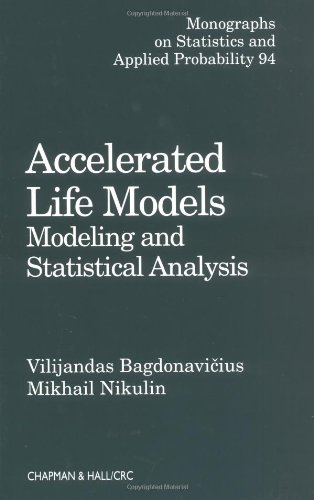 Monographs
on Statistics and
Applied Probability 94
Accelerated
Life Models
Modeling and
Statistical Analysis
Vilijandas Bagdonavičius
Mikhail Nikulin
CHAPMAN & HALL/CRC